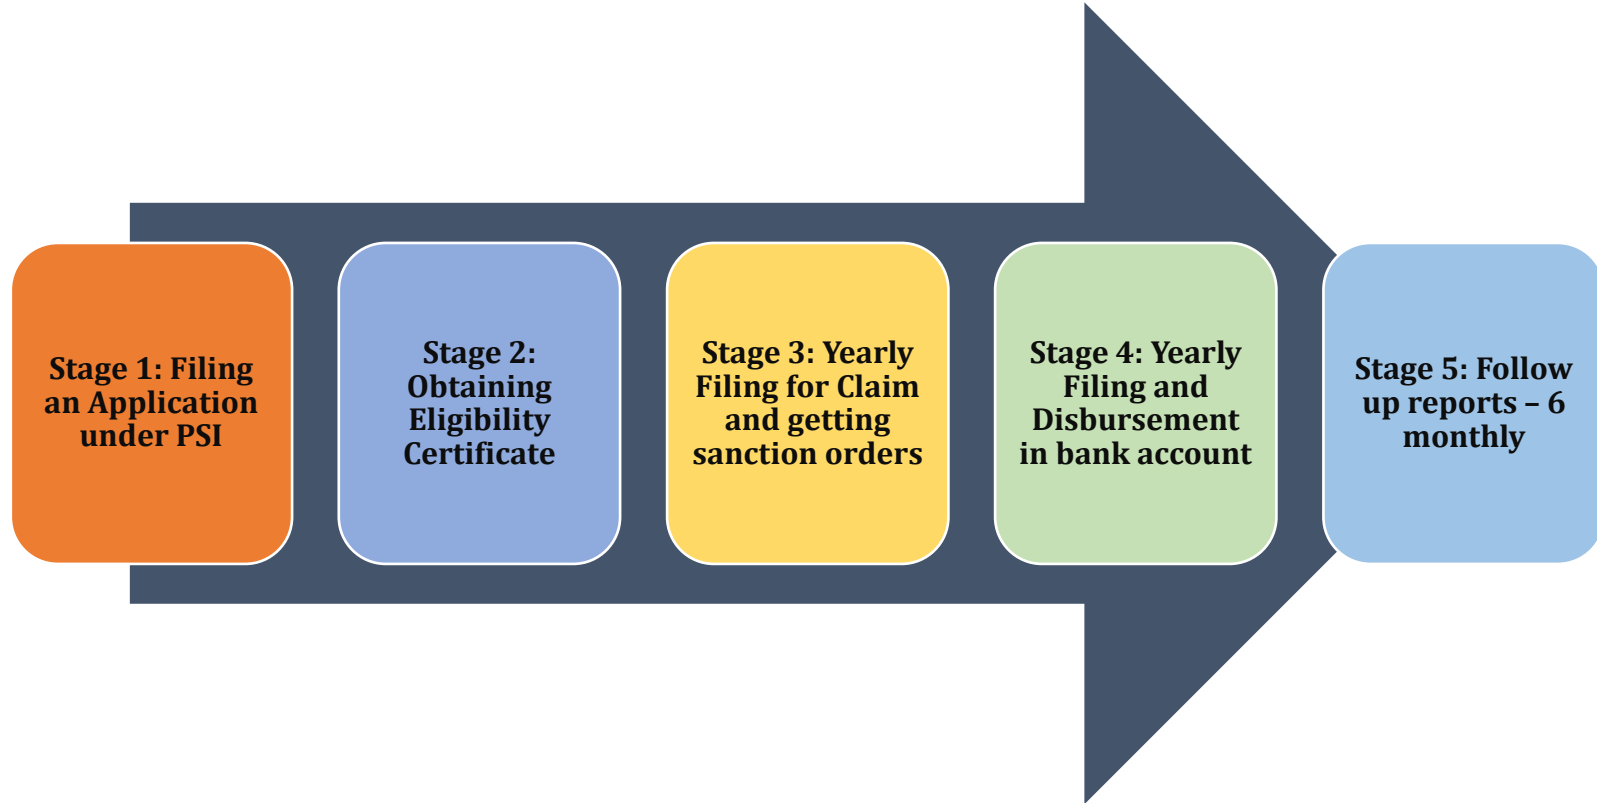 Stage 1: Filing
an Application
under PSI
Stage 2:
Obtaining
Eligibility
Certificate
Stage 3: Yearly
Filing for Claim
and getting
sanction orders
Stage 4: Yearly
Filing and
Disbursement
in bank account
Stage 5: Follow
up reports – 6
monthly